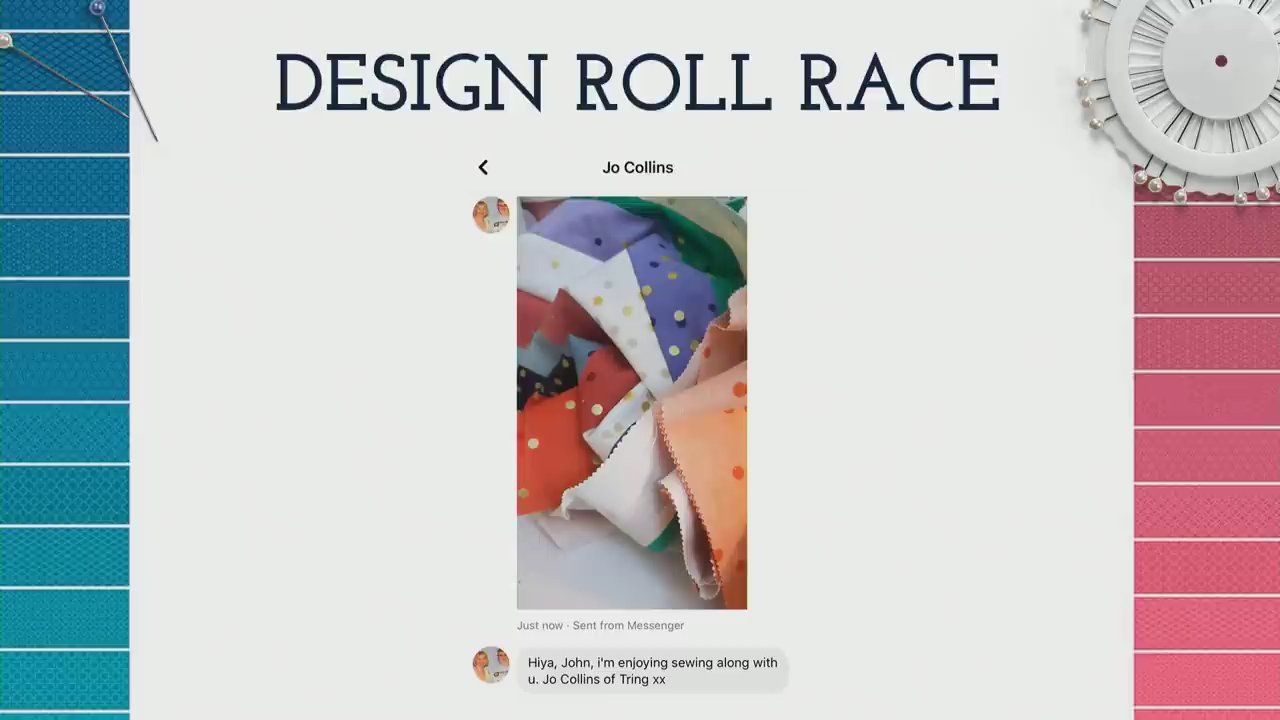 DESIGN ROLL RACE
Jo Collins
Just now · Sent from Messenger
Hiya, John, i'm enjoying sewing along with
u. Jo Collins of Tring xx